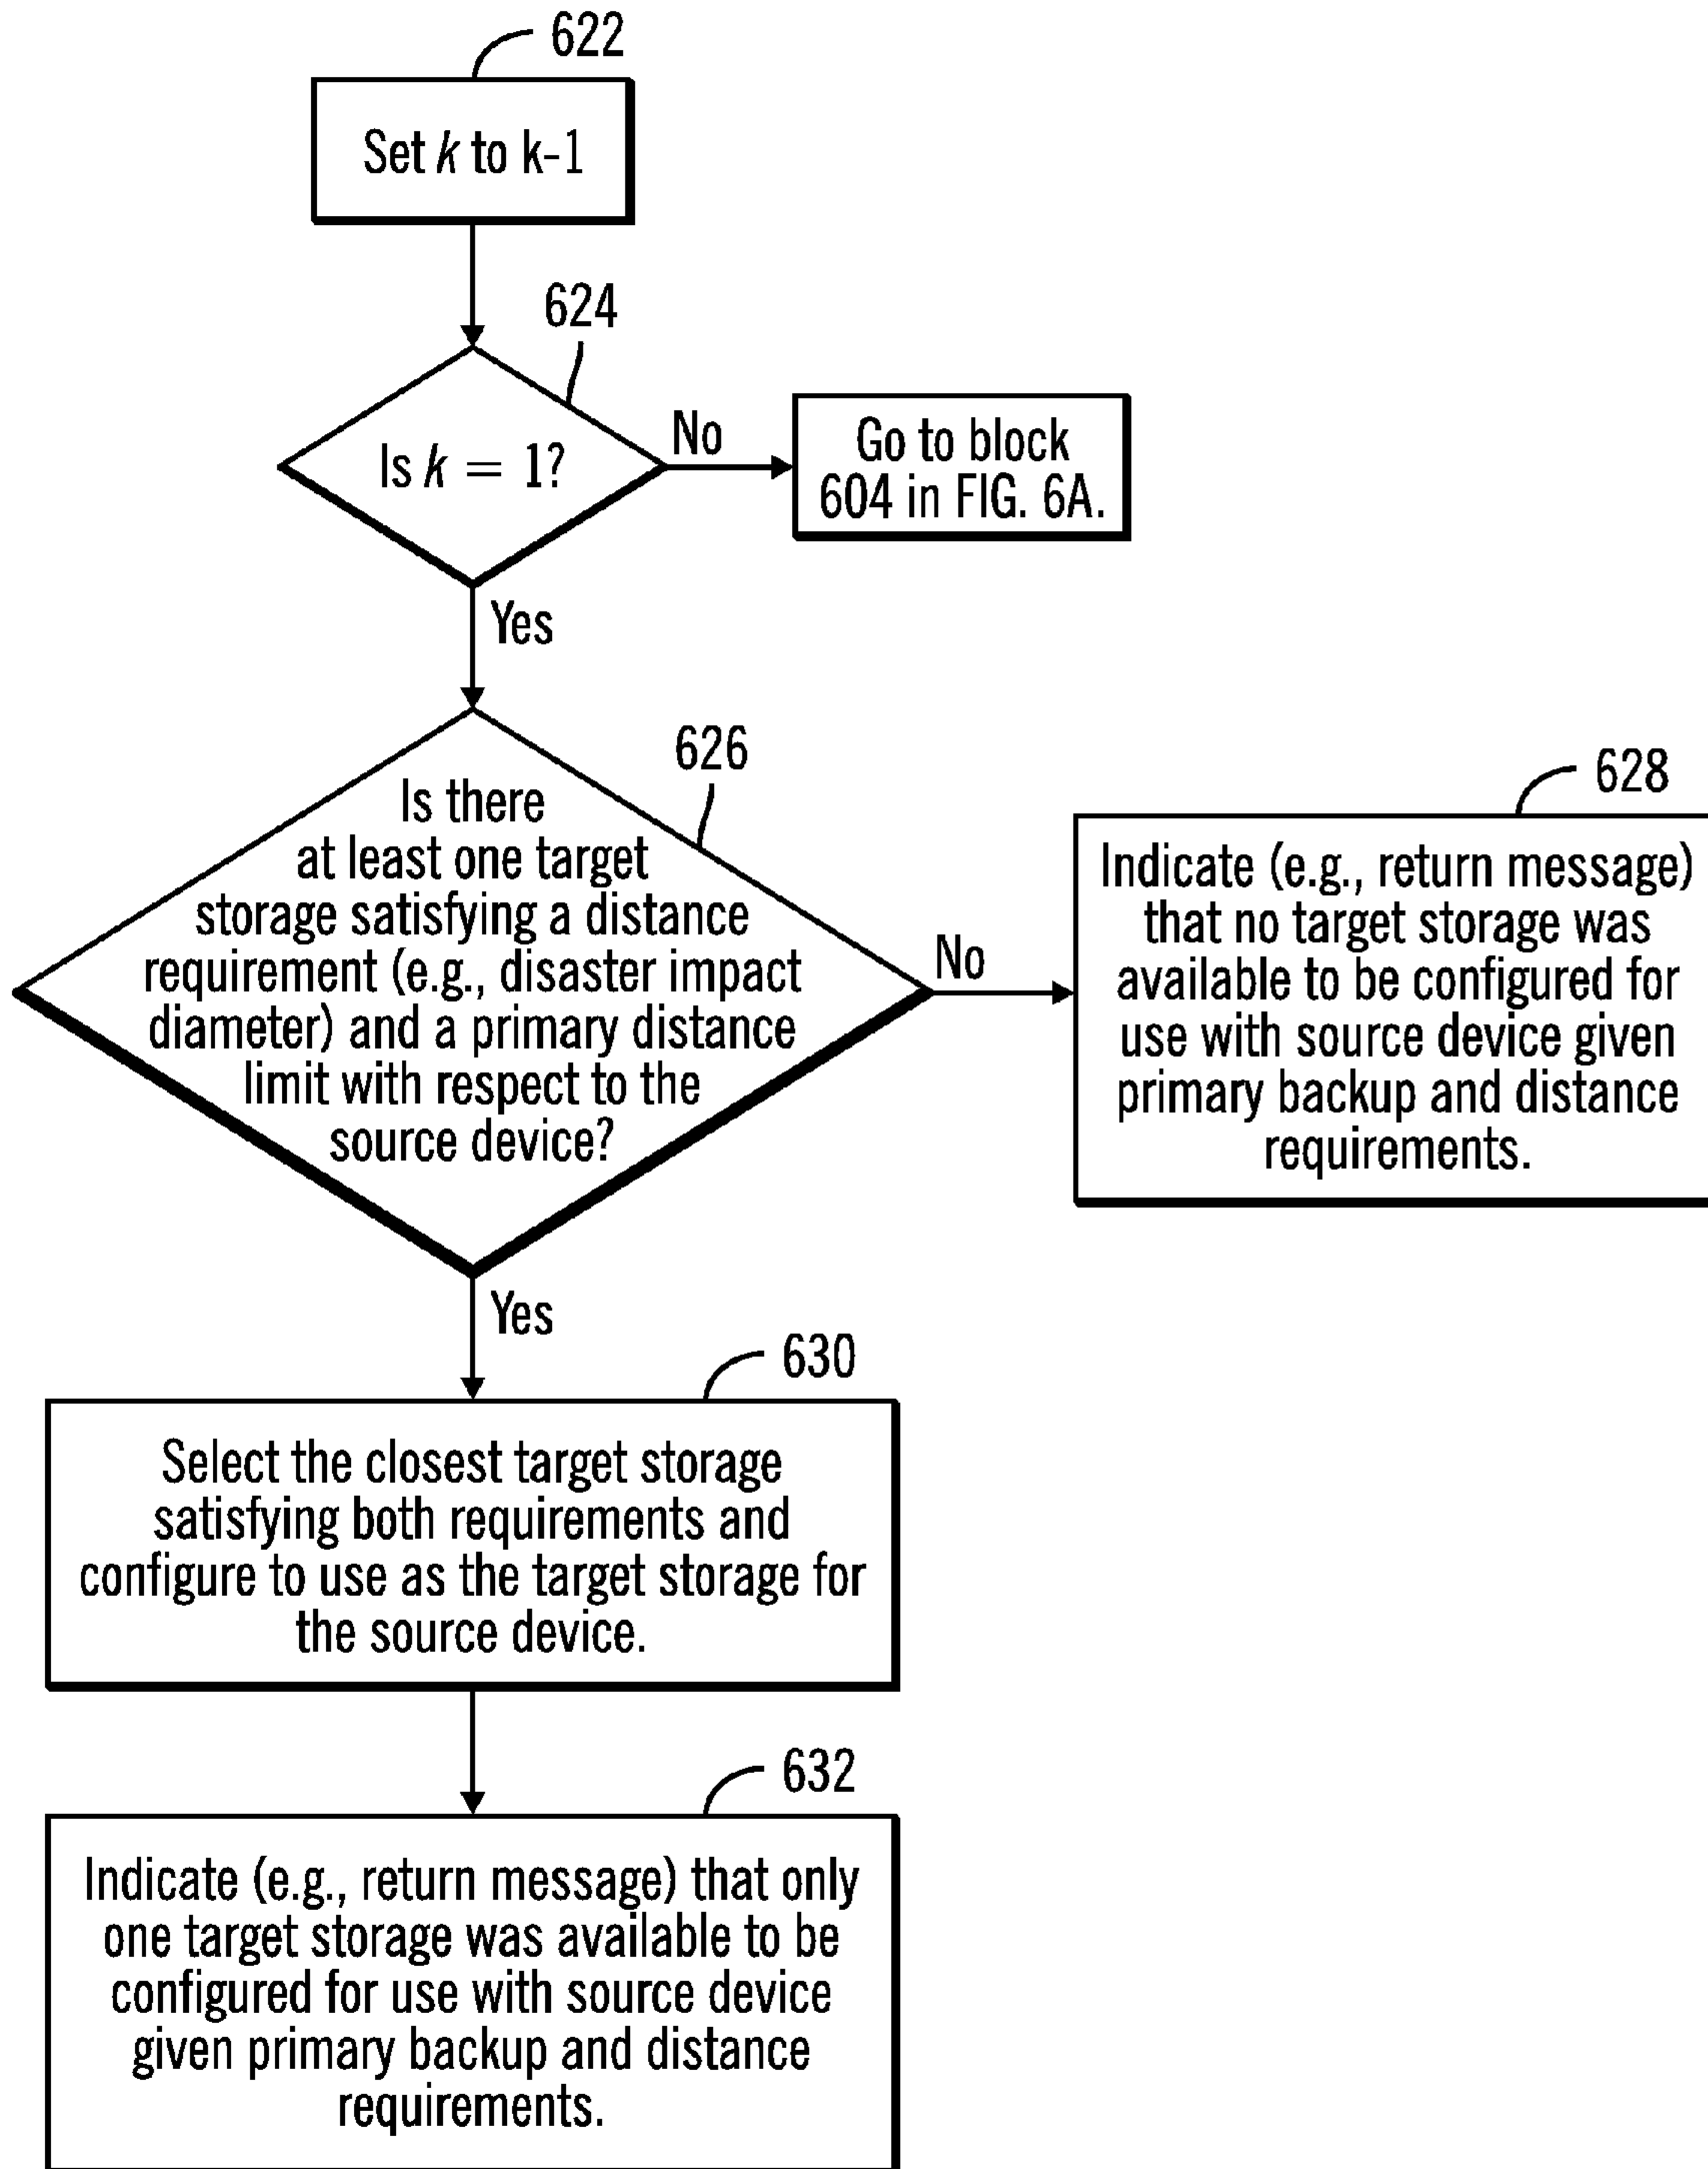 622
Set k to k-1
624
Is k = 1?
No
Go to block
604 in FIG. 6A.
Yes
626
Is there
at least one target
storage satisfying a distance
requirement (e.g., disaster impact
diameter) and a primary distance
limit with respect to the
source device?
No
628
Indicate (e.g., return message)
that no target storage was
available to be configured for
use with source device given
primary backup and distance
requirements.
Yes
630
Select the closest target storage
satisfying both requirements and
configure to use as the target storage for
the source device.
632
Indicate (e.g., return message) that only
one target storage was available to be
configured for use with source device
given primary backup and distance
requirements.